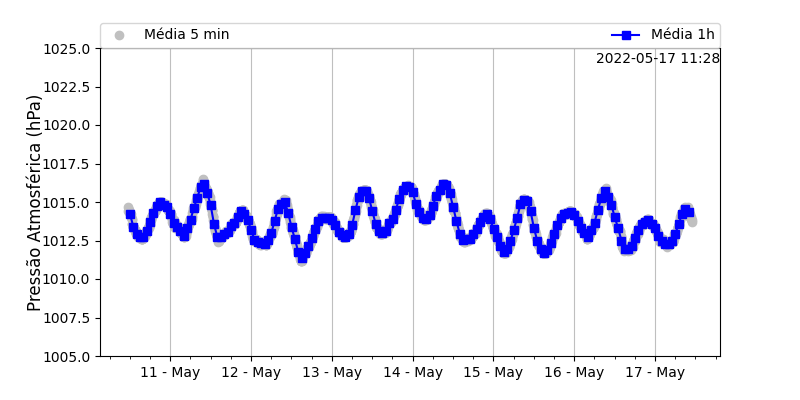 Média 5 min
Média 1h
2022-05-17 11:28
Pressão Atmosférica (hPa)
1025.0
1022.5
1020.0
1017.5
1015.0
1012.5
1010.0
1007.5
1005.0
11 - May
12 - May
13 - May
14 - May
15 - May
16 - May
17 - May